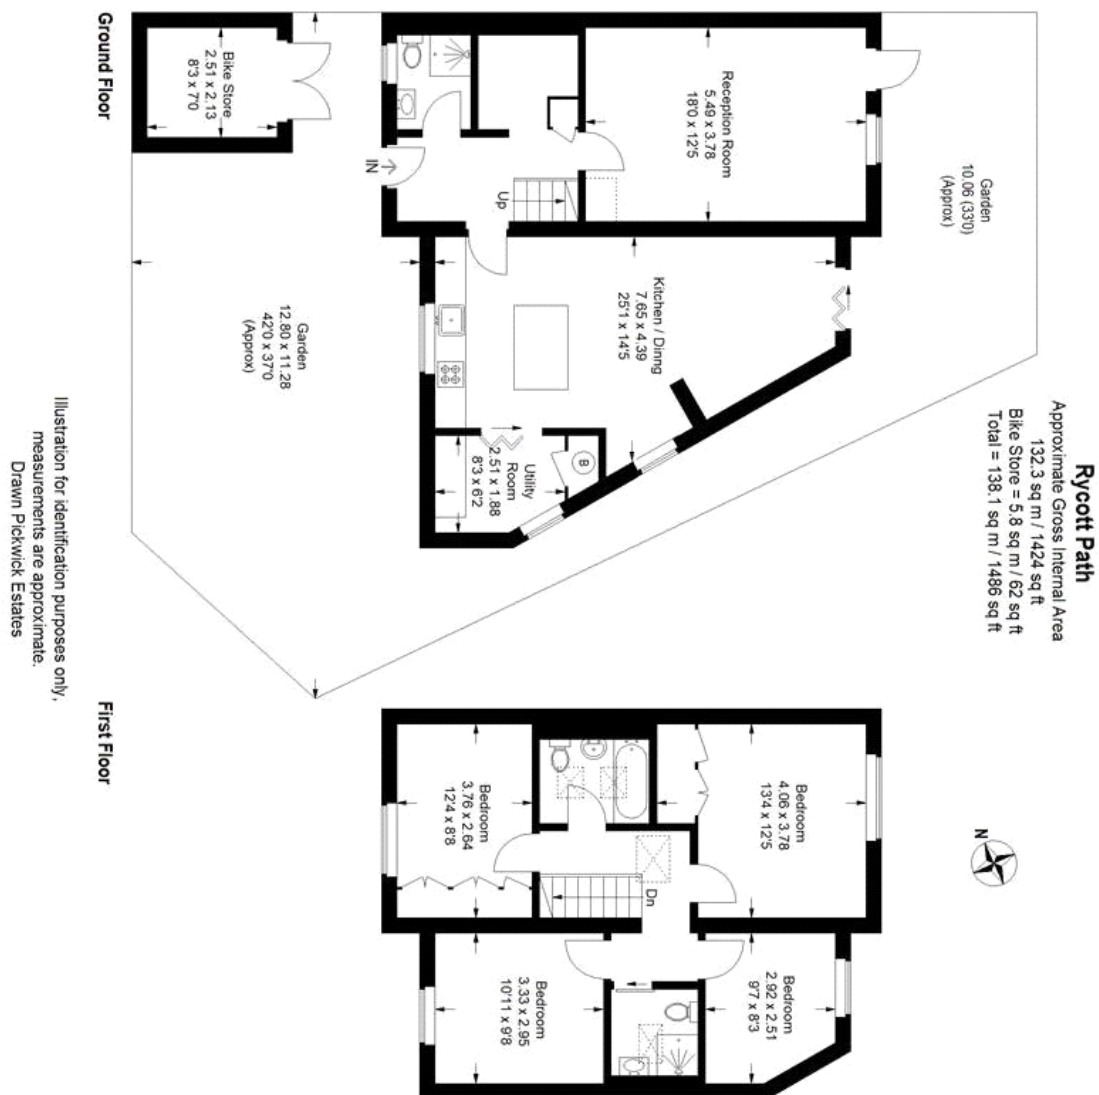 Rycott Path
Approximate Gross Internal Area
132.3 sq m / 1424 sq ft
Bike Store = 5.8 sq m / 62 sq ft
Total = 138.1 sq m / 1486 sq ft
Garden
10.06 (33'0)
(Approx)
Reception Room
5.49 x 3.78
18'0 x 12'5
Kitchen / Dinng
7.65 x 4.39
25'1 x 14'5
B
Utility
Room
2.51 x 1.88
8'3 x 6'2
Up
IN
Bike Store
2.51 x 2.13
8'3 x 7'0
Garden
12.80 x 11.28
42'0 x 37'0
(Approx)
Ground Floor
N
Bedroom
4.06 x 3.78
13'4 x 12'5
Bedroom
2.92 x 2.51
9'7 x 8'3
Dn
Bedroom
3.76 x 2.64
12'4 x 8'8
Bedroom
3.33 x 2.95
10'11 x 9'8
First Floor
Illustration for identification purposes only,
measurements are approximate.
Drawn Pickwick Estates